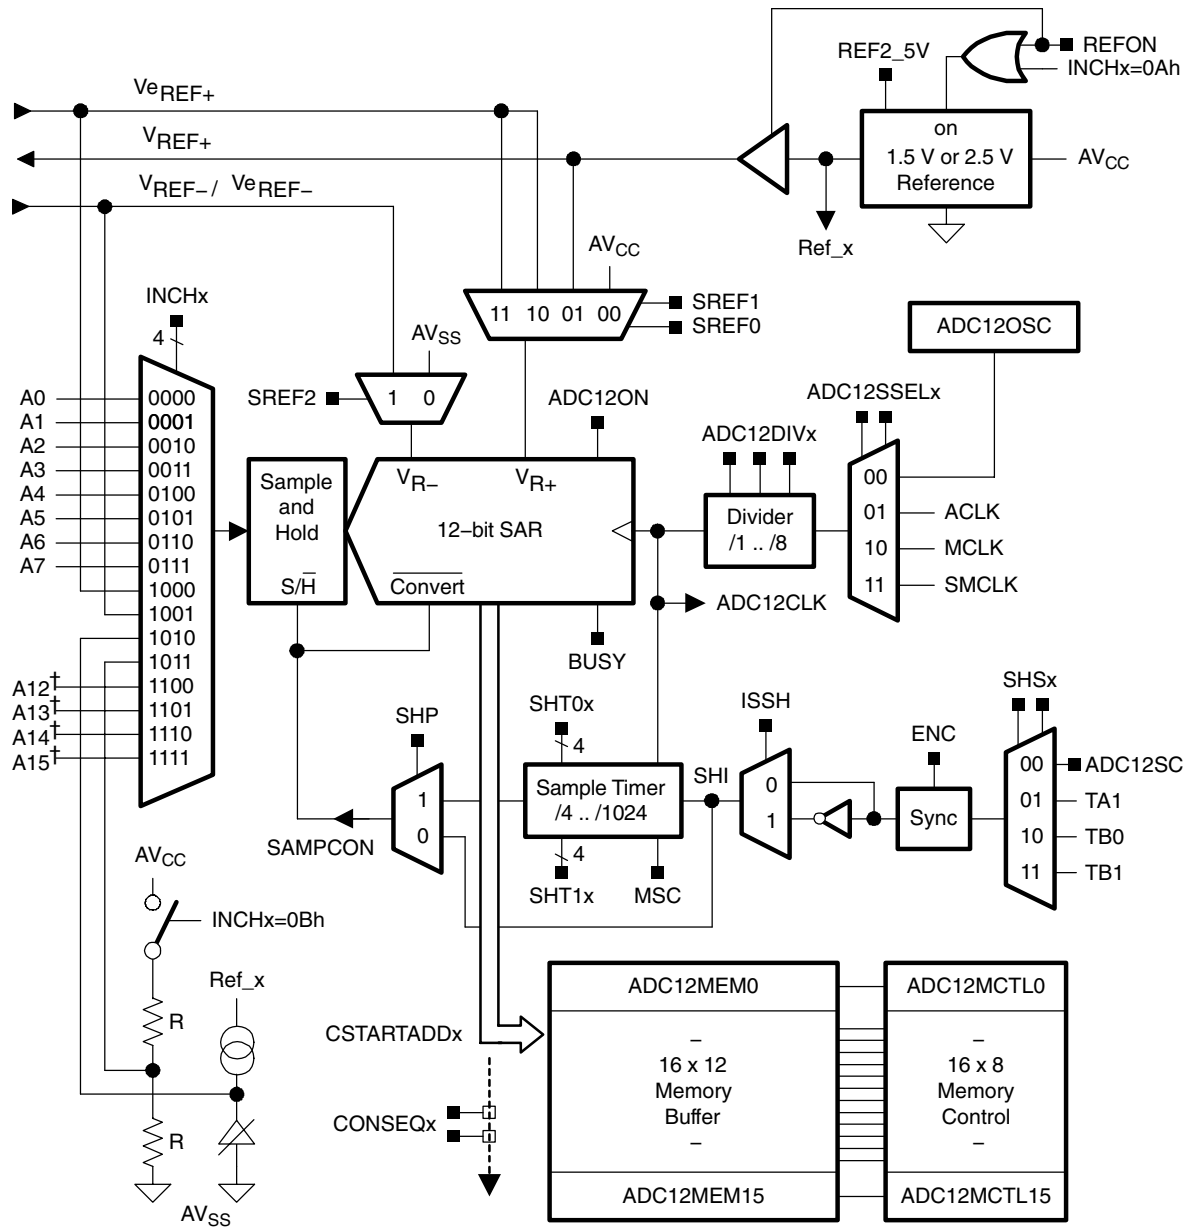 REF2_5V
REFON
INCHx=0Ah
VeREF+
VREF+
on
1.5 V or 2.5 V
Reference
AVCC
VREF− / VeREF−
Ref_x
AVCC
INCHx
4
11 10 01 00
SREF1
SREF0
ADC12OSC
AVSS
SREF2
1 0
ADC12ON
ADC12SSELx
ADC12DIVx
A0
A1
A2
A3
A4
A5
A6
A7
0000
0001
0010
0011
0100
0101
0110
0111
1000
1001
1010
1011
1100
1101
1110
1111
A12†
A13†
A14†
A15†
Sample
and
Hold
S/H
VR−
VR+
12−bit SAR
Convert
Divider
/1 .. /8
00
01
10
11
ACLK
MCLK
SMCLK
ADC12CLK
BUSY
SHP
SHT0x
4
ISSH
ENC
SHSx
1
0
SAMPCON
Sample Timer
/4 .. /1024
SHI
0
1
Sync
00
01
10
11
ADC12SC
TA1
TB0
TB1
4
SHT1x
MSC
AVCC
INCHx=0Bh
Ref_x
R
R
AVSS
CSTARTADDx
CONSEQx
ADC12MEM0
–
16 x 12
Memory
Buffer
–
ADC12MEM15
ADC12MCTL0
–
16 x 8
Memory
Control
–
ADC12MCTL15